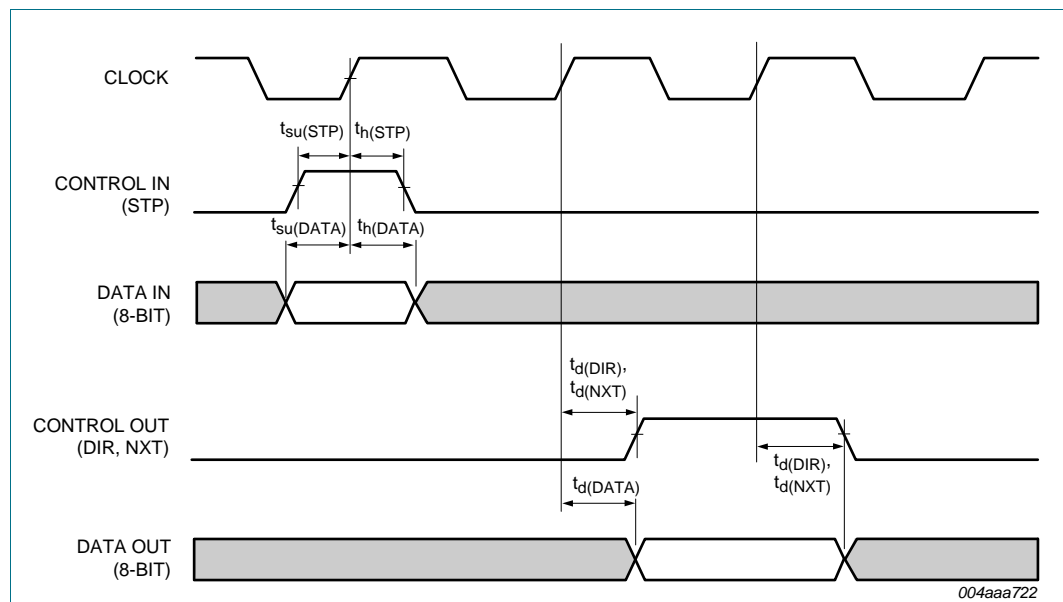 CLOCK
tsu(STP) th(STP)
CONTROL IN
(STP)
tsu(DATA) th(DATA)
DATA IN
(8-BIT)
td(DIR),
td(NXT)
CONTROL OUT
(DIR, NXT)
td(DIR),
td(NXT)
td(DATA)
DATA OUT
(8-BIT)
004aaa722